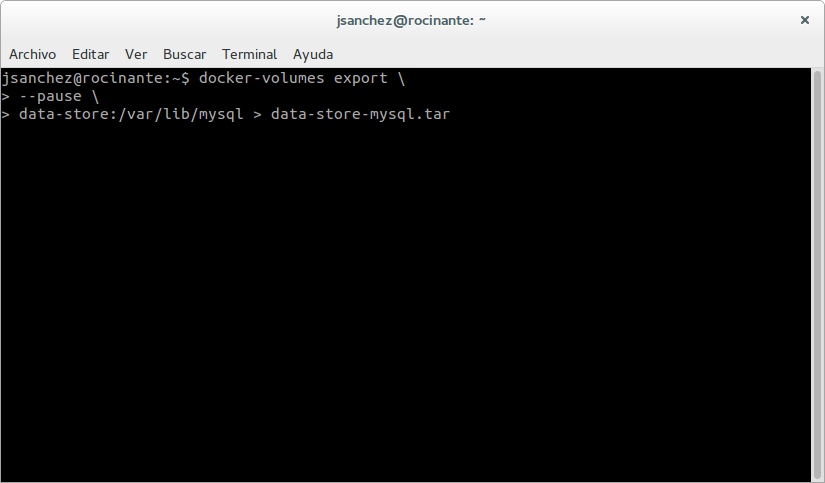 jsanchez@rocinante: ~
Archivo Editar Ver Buscar Terminal Ayuda
jsanchez@rocinante:~$ docker-volumes export \
> --pause \
> data-store:/var/lib/mysql > data-store-mysql.tar